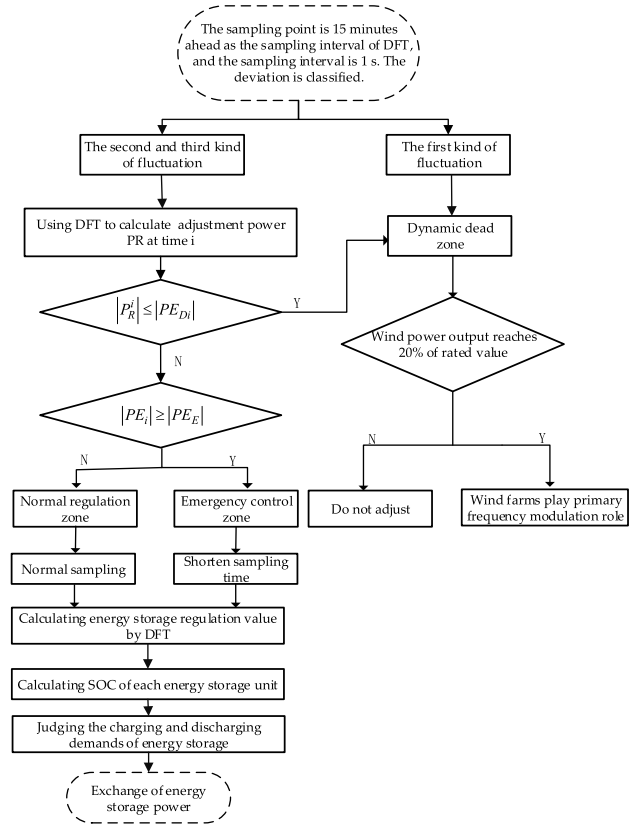 The sampling point is 15 minutes
ahead as the sampling interval of DFT,
and the sampling interval is 1 s. The
deviation is classified.
The second and third kind
of fluctuation
The first kind of
fluctuation
Using DFT to calculate adjustment power
PR at time i
Dynamic dead
zone
|P_R^i| ≤ |PE_{Di}|
Y
Wind power output reaches
20% of rated value
N
|PE_i| ≥ |PE_E|
N
Y
N
Y
Normal regulation
zone
Emergency control
zone
Do not adjust
Wind farms play primary
frequency modulation role
Normal sampling
Shorten sampling
time
Calculating energy storage regulation value
by DFT
Calculating SOC of each energy storage unit
Judging the charging and discharging
demands of energy storage
Exchange of energy
storage power